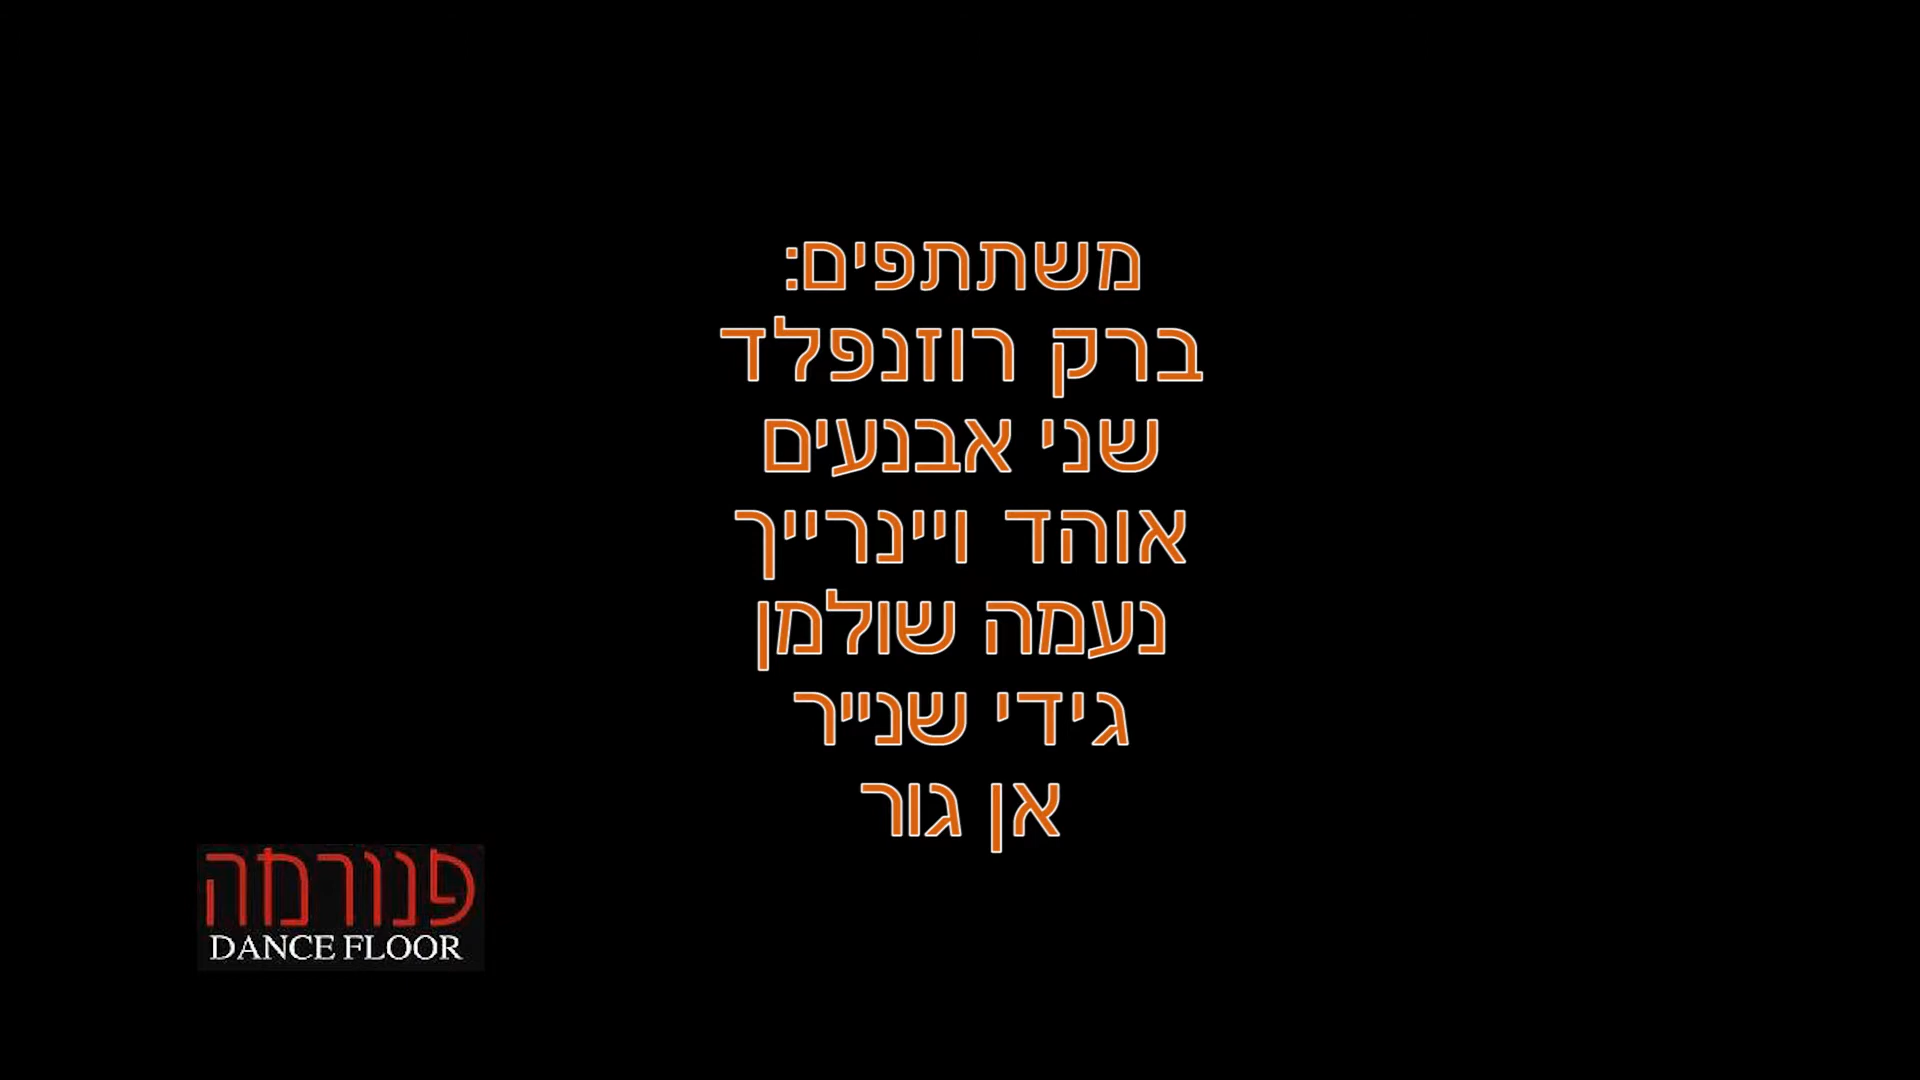 משתתפים:
ברק רוזנפלד
שני אבנעים
אוהד ויינרייך
נעמה שולמן
גידי שנייר
אן גור
פנורמה
DANCE FLOOR